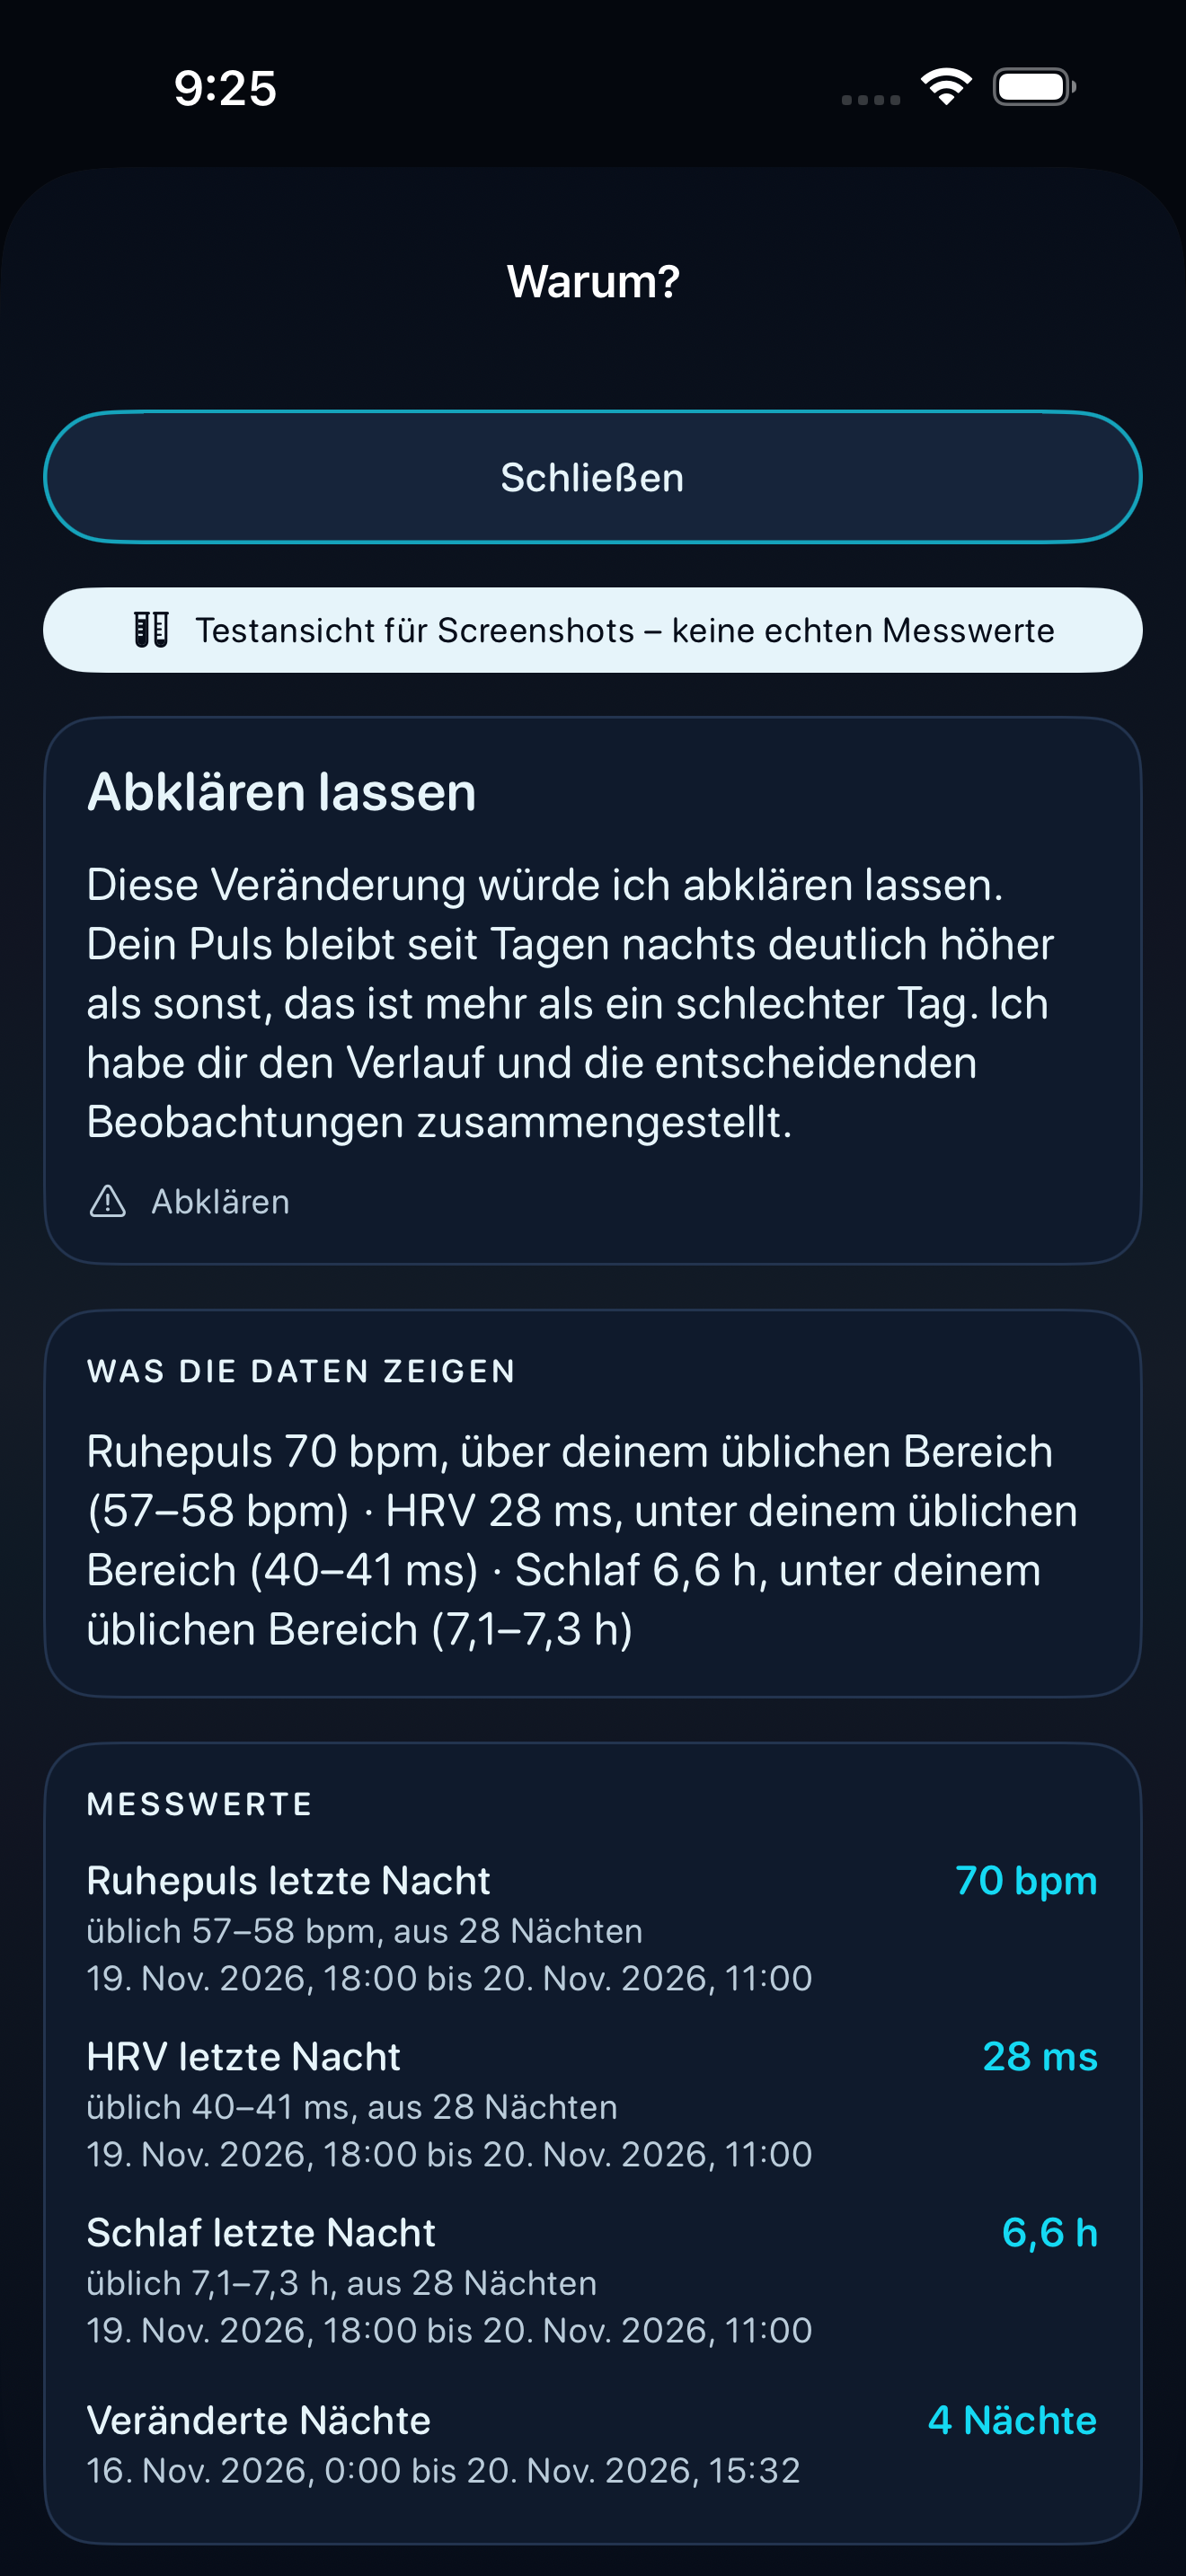 9:25
Warum?
Schließen
Testansicht für Screenshots – keine echten Messwerte
Abklären lassen
Diese Veränderung würde ich abklären lassen.
Dein Puls bleibt seit Tagen nachts deutlich höher
als sonst, das ist mehr als ein schlechter Tag. Ich
habe dir den Verlauf und die entscheidenden
Beobachtungen zusammengestellt.
Abklären
WAS DIE DATEN ZEIGEN
Ruhepuls 70 bpm, über deinem üblichen Bereich
(57–58 bpm) · HRV 28 ms, unter deinem üblichen
Bereich (40–41 ms) · Schlaf 6,6 h, unter deinem
üblichen Bereich (7,1–7,3 h)
MESSWERTE
Ruhepuls letzte Nacht 70 bpm
üblich 57–58 bpm, aus 28 Nächten
19. Nov. 2026, 18:00 bis 20. Nov. 2026, 11:00
HRV letzte Nacht 28 ms
üblich 40–41 ms, aus 28 Nächten
19. Nov. 2026, 18:00 bis 20. Nov. 2026, 11:00
Schlaf letzte Nacht 6,6 h
üblich 7,1–7,3 h, aus 28 Nächten
19. Nov. 2026, 18:00 bis 20. Nov. 2026, 11:00
Veränderte Nächte 4 Nächte
16. Nov. 2026, 0:00 bis 20. Nov. 2026, 15:32